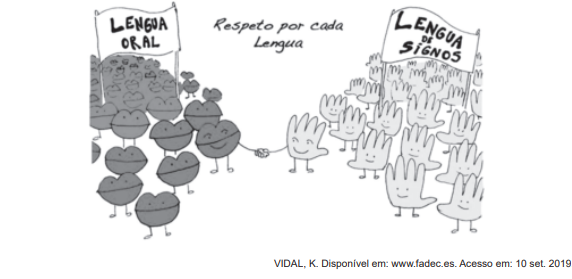 LENGUA
ORAL
Respeto por cada
Lengua
LENGUA
DE
SIGNOS
VIDAL, K. Disponível em: www.fadec.es. Acesso em: 10 set. 2019